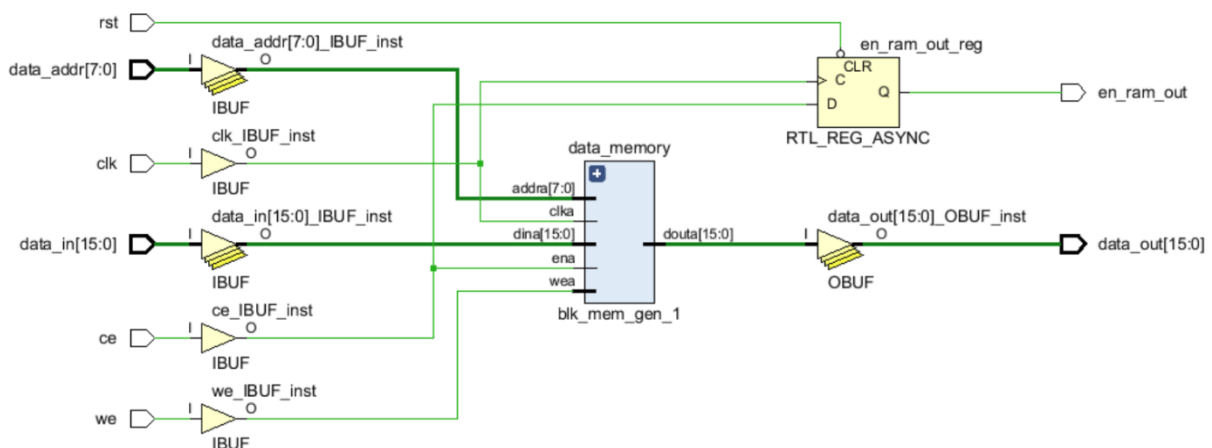 rst
data_addr[7:0]_IBUF_inst
en_ram_out_reg
data_addr[7:0]
I
O
IBUF
CLR
C
D
Q
en_ram_out
RTL_REG_ASYNC
clk_IBUF_inst
clk
I
O
IBUF
data_memory
addra[7:0]
clka
dina[15:0]
ena
wea
douta[15:0]
blk_mem_gen_1
data_in[15:0]_IBUF_inst
data_in[15:0]
I
O
IBUF
data_out[15:0]_OBUF_inst
I
O
OBUF
data_out[15:0]
ce_IBUF_inst
ce
I
O
IBUF
we_IBUF_inst
we
I
O
IBUF